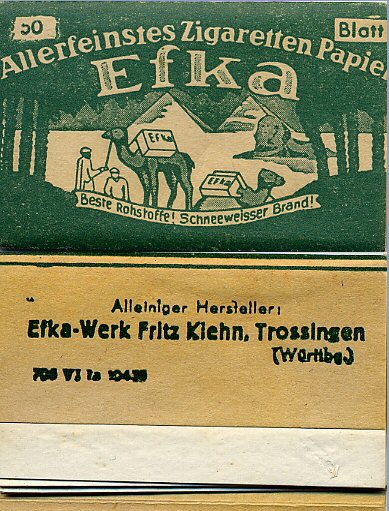 50 Blatt
Allerfeinstes Zigaretten Papier
Efka
Efka
Efka
Beste Rohstoffe! Schneeweisser Brand!
Alleiniger Hersteller:
Efka-Werk Fritz Kiehn, Trossingen
(Württbg.)